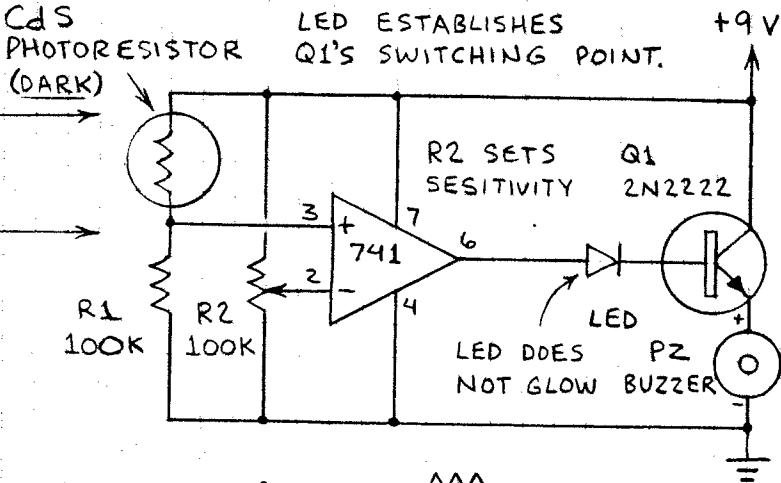 CdS
PHOTORESISTOR
(DARK)
LED ESTABLISHES
Q1'S SWITCHING POINT.
+9V
R2 SETS
SESITIVITY
Q1
2N2222
3
+
7
741
6
2
-
4
R1
100K
R2
100K
LED
LED DOES
NOT GLOW
+
PZ
BUZZER
-